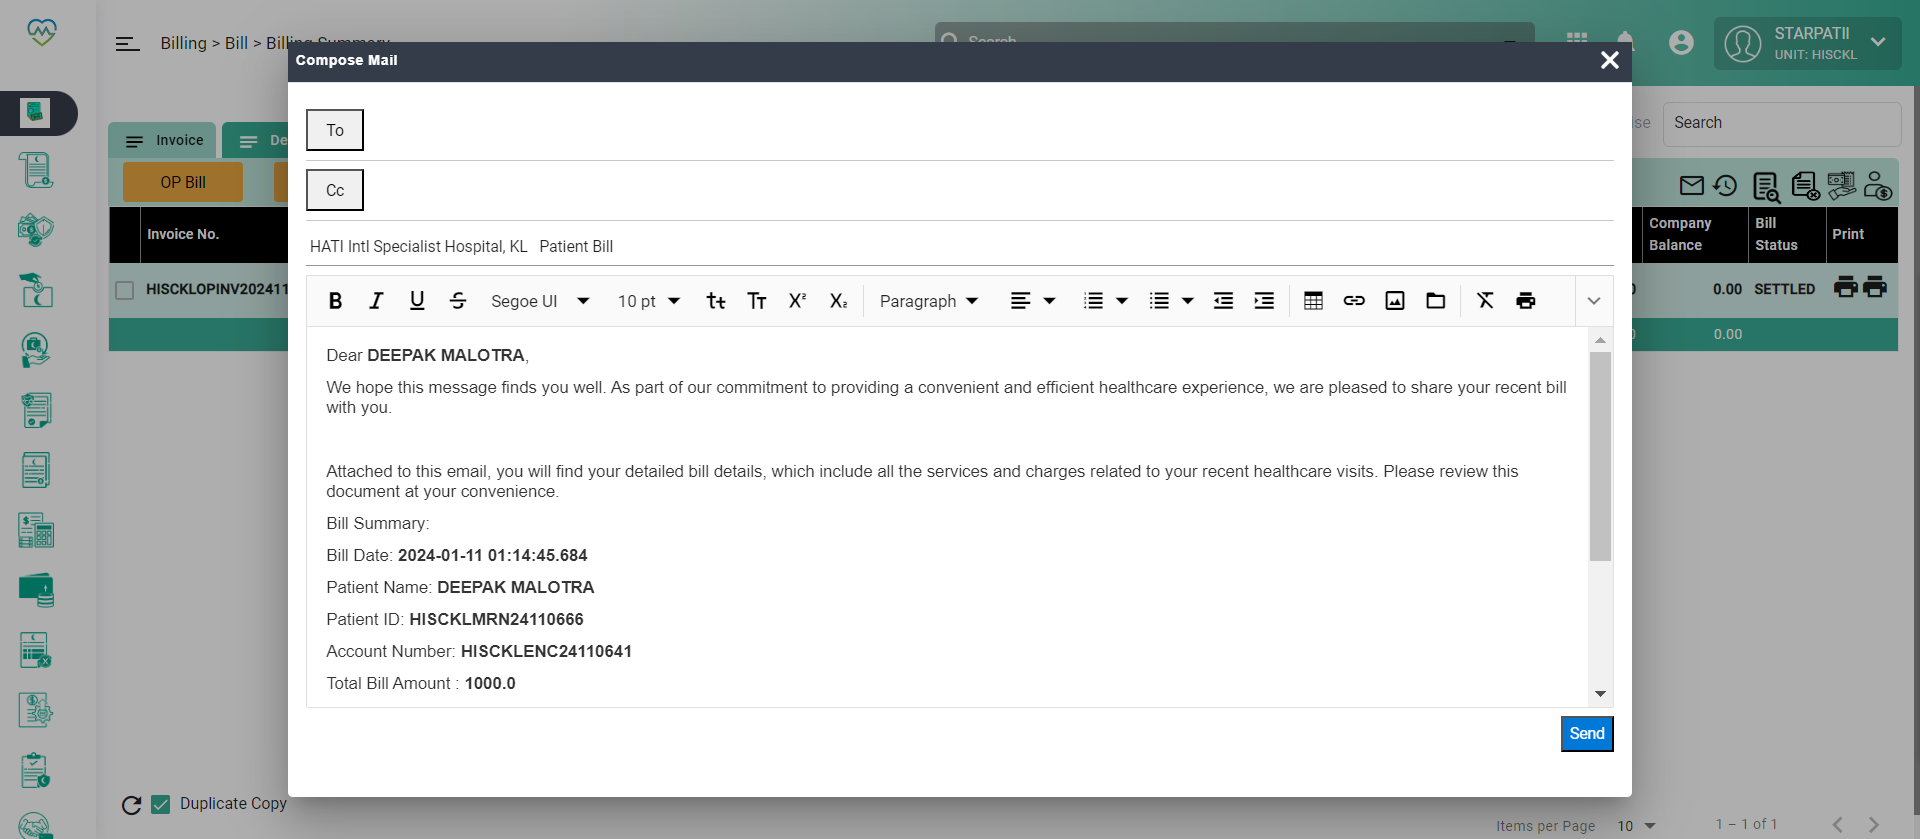 Billing > Bill > Billing Summary
Search
STARPATII
UNIT: HISCKL
Compose Mail
To
Cc
HATI Intl Specialist Hospital, KL Patient Bill
Invoice
De
Search
OP Bill
Invoice No.
Company Balance
Bill Status
Print
HISCKLOPINV202411
0.00 SETTLED
0.00
B I U S Segoe UI 10 pt Paragraph
Dear DEEPAK MALOTRA,
We hope this message finds you well. As part of our commitment to providing a convenient and efficient healthcare experience, we are pleased to share your recent bill
with you.
Attached to this email, you will find your detailed bill details, which include all the services and charges related to your recent healthcare visits. Please review this
document at your convenience.
Bill Summary:
Bill Date: 2024-01-11 01:14:45.684
Patient Name: DEEPAK MALOTRA
Patient ID: HISCKLMRN24110666
Account Number: HISCKLENC24110641
Total Bill Amount : 1000.0
Send
Duplicate Copy
Items per Page 10 1 – 1 of 1